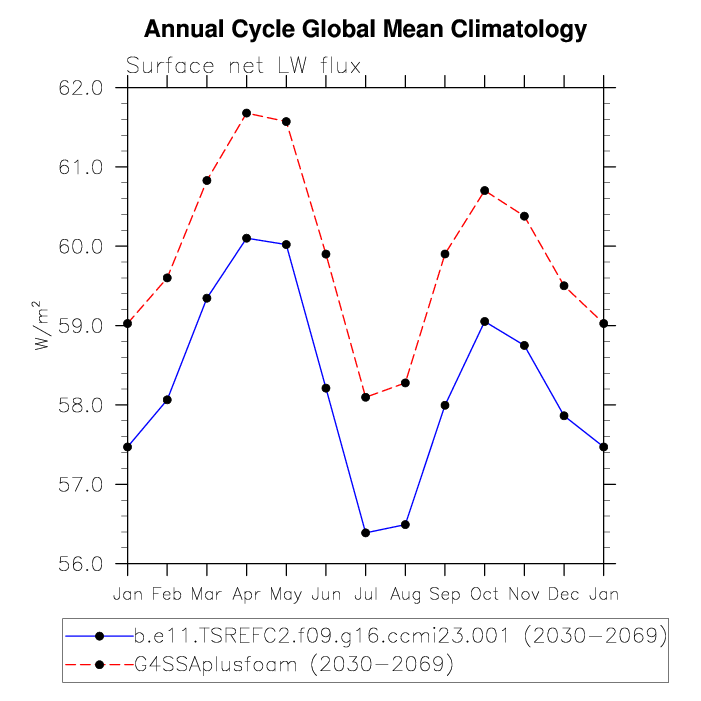 Annual Cycle Global Mean Climatology
Surface net LW flux
62.0
61.0
60.0
59.0
58.0
57.0
56.0
W/m²
Jan Feb Mar Apr May Jun Jul Aug Sep Oct Nov Dec Jan
b.e11.TSREFC2.f09.g16.ccmi23.001 (2030-2069)
G4SSAplusfoam (2030-2069)